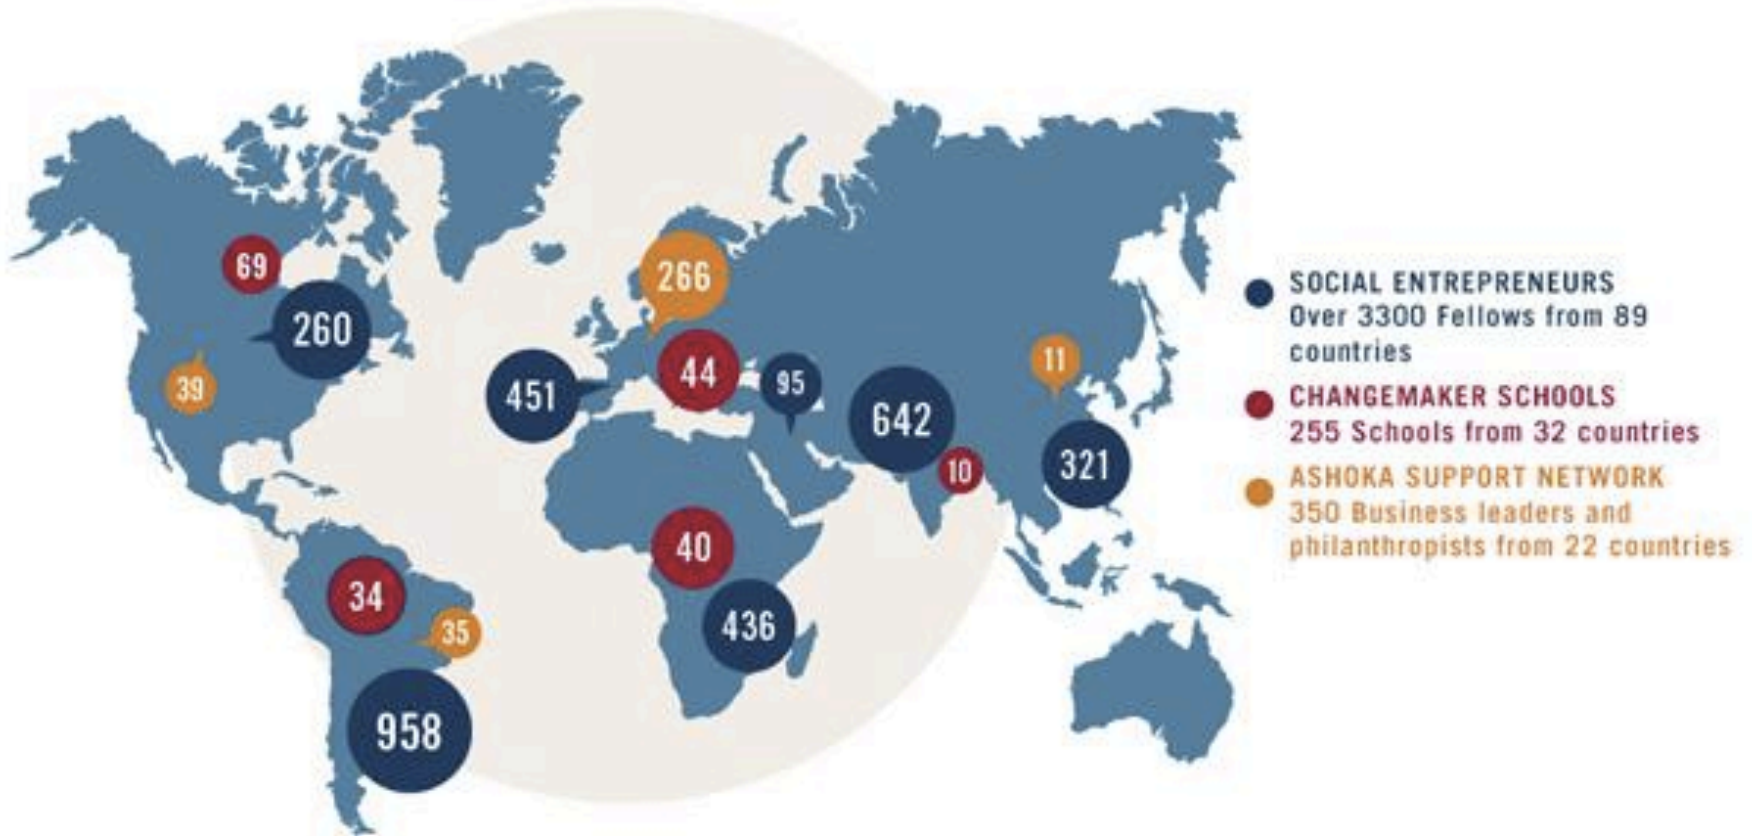 69
260
39
266
451
44
95
642
10
11
321
34
35
958
40
436
SOCIAL ENTREPRENEURS
Over 3300 Fellows from 89
countries
CHANGEMAKER SCHOOLS
255 Schools from 32 countries
ASHOKA SUPPORT NETWORK
350 Business leaders and
philanthropists from 22 countries